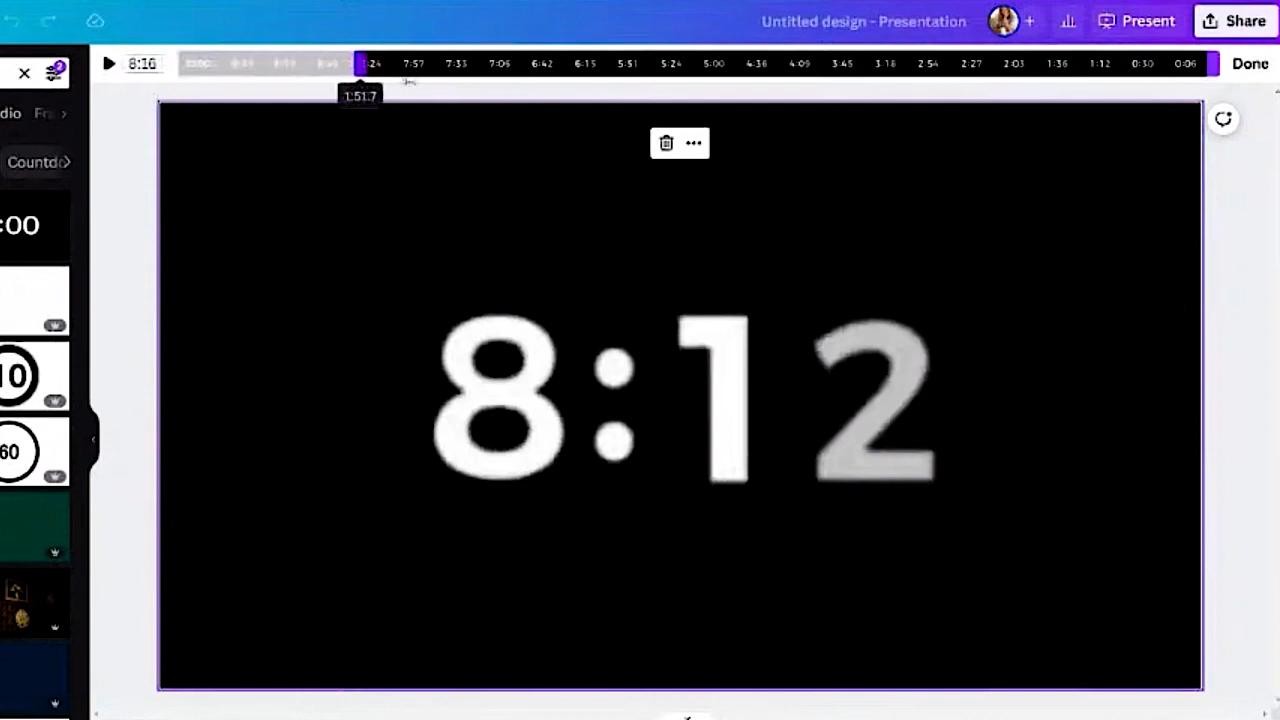 Untitled design - Presentation
+
Present
Share
8:16
7:57 7:33 7:09 6:42 6:15 5:51 5:24 5:00 4:36 4:09 3:45 3:18 2:54 2:27 2:03 1:36 1:12 0:30 0:06
Done
1:51.7
dio
Countdo
:00
8:12
10
60